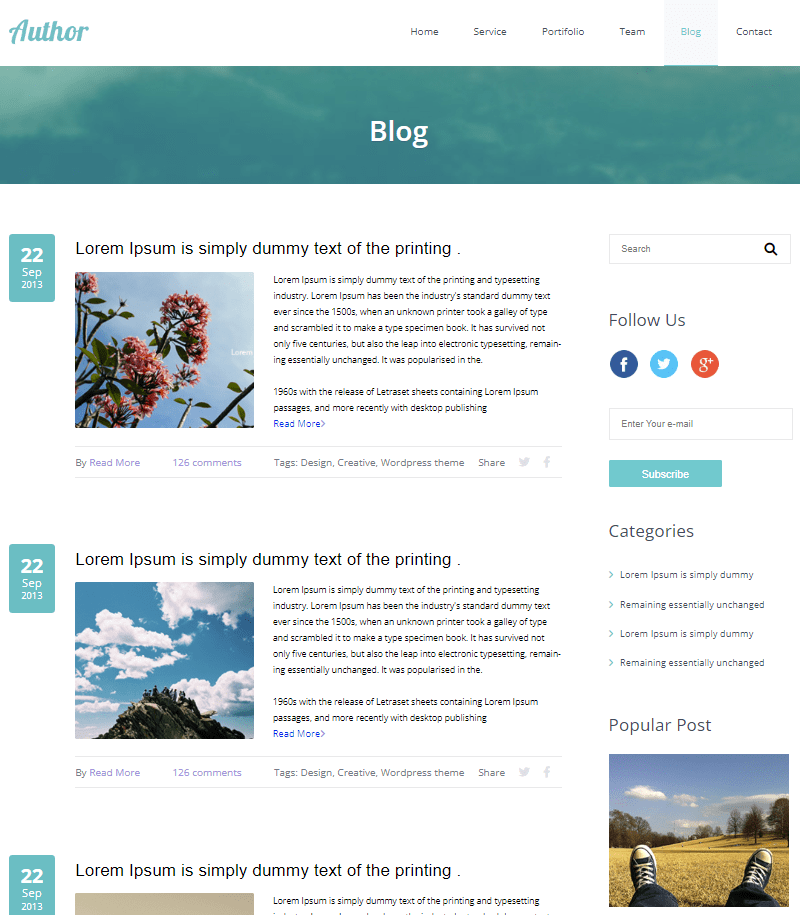 Author
Home Service Portifolio Team Blog Contact
Blog
22
Sep
2013
Lorem Ipsum is simply dummy text of the printing .
Lorem
Lorem Ipsum is simply dummy text of the printing and typesetting
industry. Lorem Ipsum has been the industry's standard dummy text
ever since the 1500s, when an unknown printer took a galley of type
and scrambled it to make a type specimen book. It has survived not
only five centuries, but also the leap into electronic typesetting, remain-
ing essentially unchanged. It was popularised in the.
1960s with the release of Letraset sheets containing Lorem Ipsum
passages, and more recently with desktop publishing
Read More
By Read More 126 comments Tags: Design, Creative, Wordpress theme Share
22
Sep
2013
Lorem Ipsum is simply dummy text of the printing .
Lorem Ipsum is simply dummy text of the printing and typesetting
industry. Lorem Ipsum has been the industry's standard dummy text
ever since the 1500s, when an unknown printer took a galley of type
and scrambled it to make a type specimen book. It has survived not
only five centuries, but also the leap into electronic typesetting, remain-
ing essentially unchanged. It was popularised in the.
1960s with the release of Letraset sheets containing Lorem Ipsum
passages, and more recently with desktop publishing
Read More
By Read More 126 comments Tags: Design, Creative, Wordpress theme Share
22
Sep
2013
Lorem Ipsum is simply dummy text of the printing .
Lorem Ipsum is simply dummy text of the printing and typesetting
Search
Follow Us
f
g+
Enter Your e-mail
Subscribe
Categories
Lorem Ipsum is simply dummy
Remaining essentially unchanged
Lorem Ipsum is simply dummy
Remaining essentially unchanged
Popular Post